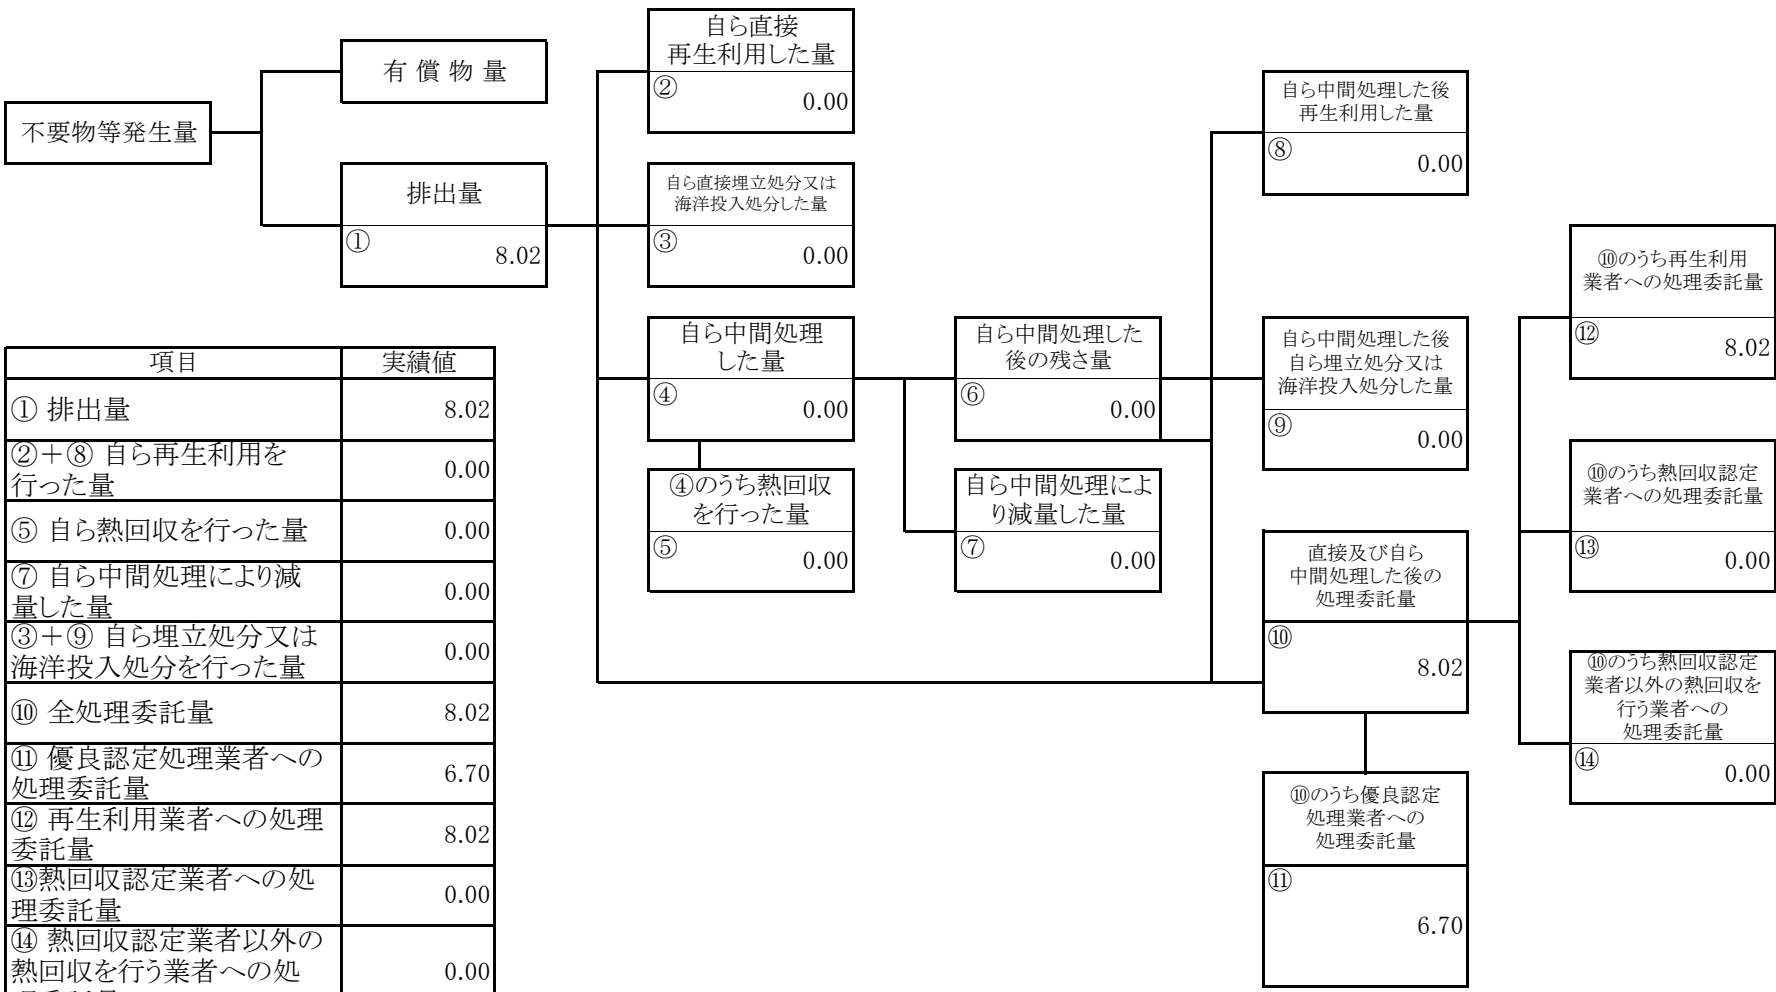 不要物等発生量
有償物量
排出量
①
8.02
自ら直接
再生利用した量
②
0.00
自ら直接埋立処分又は
海洋投入処分した量
③
0.00
自ら中間処理
した量
④
0.00
④のうち熱回収
を行った量
⑤
0.00
自ら中間処理した
後の残さ量
⑥
0.00
自ら中間処理によ
り減量した量
⑦
0.00
自ら中間処理した後
再生利用した量
⑧
0.00
自ら中間処理した後
自ら埋立処分又は
海洋投入処分した量
⑨
0.00
直接及び自ら
中間処理した後の
処理委託量
⑩
8.02
⑩のうち優良認定
処理業者への
処理委託量
⑪
6.70
⑩のうち再生利用
業者への処理委託量
⑫
8.02
⑩のうち熱回収認定
業者への処理委託量
⑬
0.00
⑩のうち熱回収認定
業者以外の熱回収を
行う業者への
処理委託量
⑭
0.00
項目 実績値
① 排出量 8.02
②＋⑧ 自ら再生利用を
行った量 0.00
⑤ 自ら熱回収を行った量 0.00
⑦ 自ら中間処理により減
量した量 0.00
③＋⑨ 自ら埋立処分又は
海洋投入処分を行った量 0.00
⑩ 全処理委託量 8.02
⑪ 優良認定処理業者への
処理委託量 6.70
⑫ 再生利用業者への処理
委託量 8.02
⑬熱回収認定業者への処
理委託量 0.00
⑭ 熱回収認定業者以外の
熱回収を行う業者への処 0.00